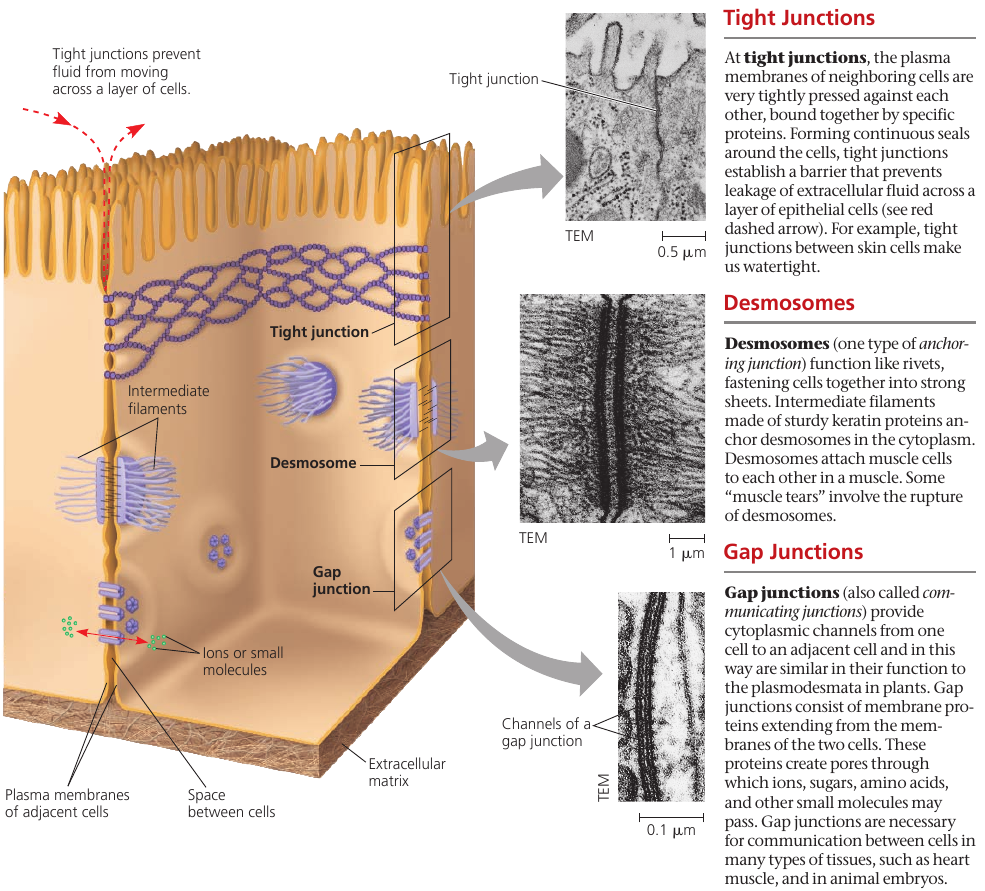 Tight junctions prevent
fluid from moving
across a layer of cells.
Tight junction
Intermediate
filaments
Desmosome
Gap
junction
Ions or small
molecules
Plasma membranes
of adjacent cells
Space
between cells
Extracellular
matrix
Tight junction
TEM
0.5 μm
TEM
1 μm
Channels of a
gap junction
TEM
0.1 μm
Tight Junctions
At tight junctions, the plasma
membranes of neighboring cells are
very tightly pressed against each
other, bound together by specific
proteins. Forming continuous seals
around the cells, tight junctions
establish a barrier that prevents
leakage of extracellular fluid across a
layer of epithelial cells (see red
dashed arrow). For example, tight
junctions between skin cells make
us watertight.
Desmosomes
Desmosomes (one type of anchor-
ing junction) function like rivets,
fastening cells together into strong
sheets. Intermediate filaments
made of sturdy keratin proteins an-
chor desmosomes in the cytoplasm.
Desmosomes attach muscle cells
to each other in a muscle. Some
“muscle tears” involve the rupture
of desmosomes.
Gap Junctions
Gap junctions (also called com-
municating junctions) provide
cytoplasmic channels from one
cell to an adjacent cell and in this
way are similar in their function to
the plasmodesmata in plants. Gap
junctions consist of membrane pro-
teins extending from the mem-
branes of the two cells. These
proteins create pores through
which ions, sugars, amino acids,
and other small molecules may
pass. Gap junctions are necessary
for communication between cells in
many types of tissues, such as heart
muscle, and in animal embryos.